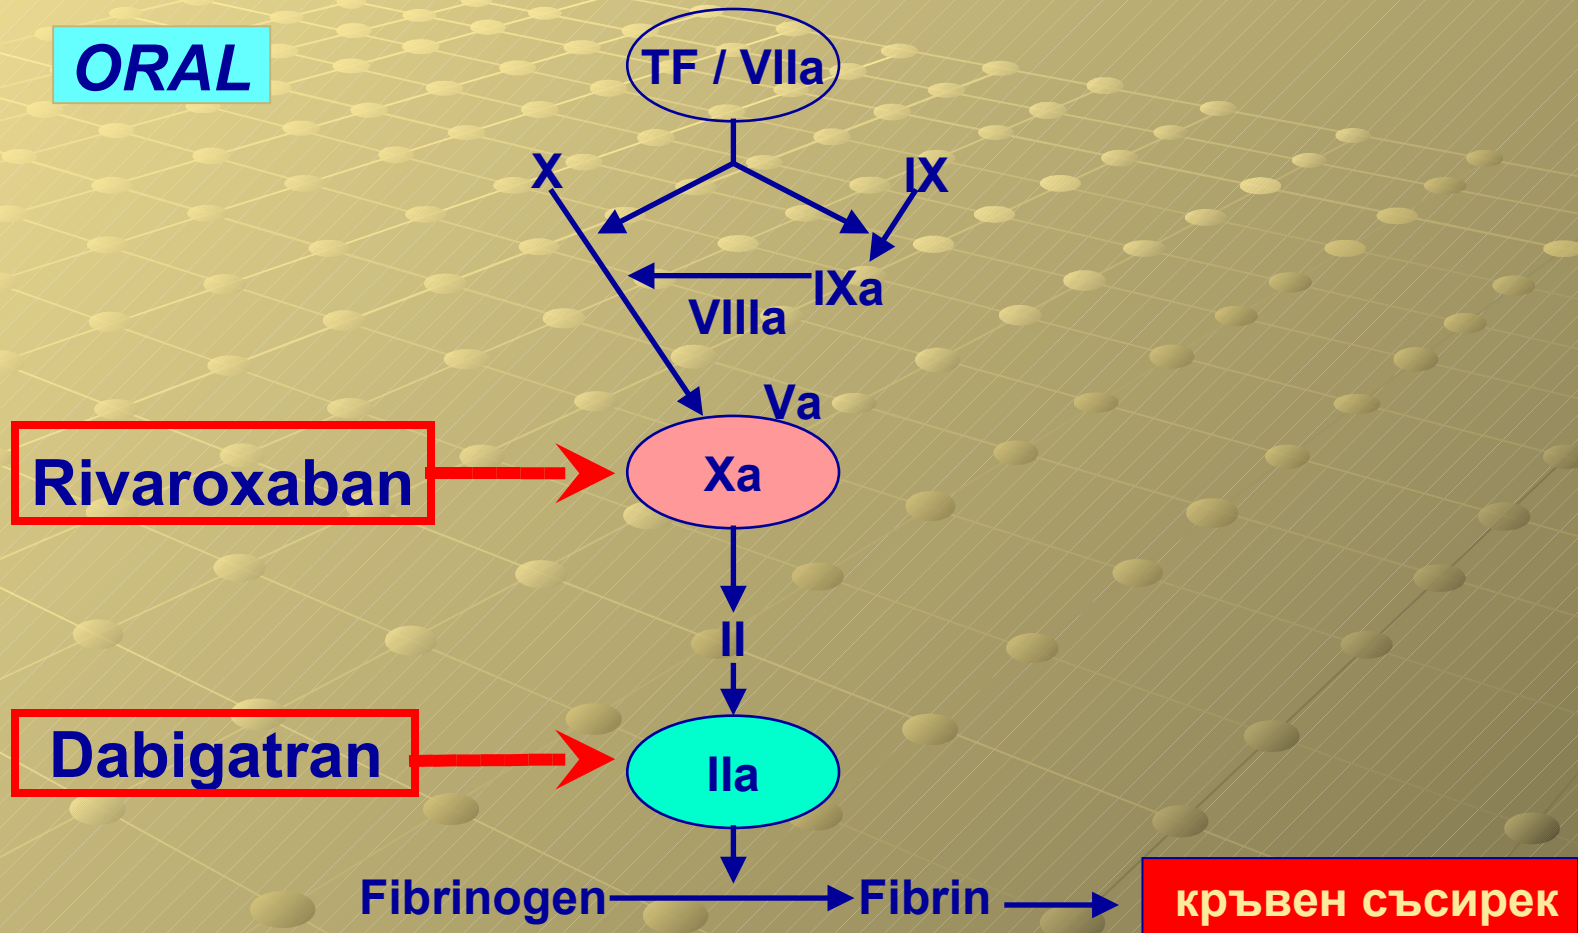 ORAL
TF / VIIa
X
IX
IXa
VIIIa
Va
Rivaroxaban
Xa
II
Dabigatran
IIa
Fibrinogen
Fibrin
кръвен съсирек